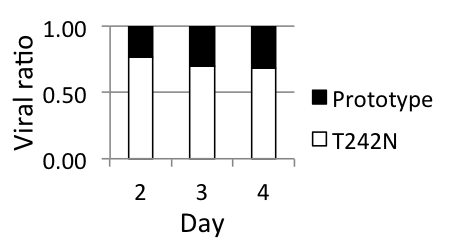 Viral ratio
1.00
0.50
0.00
2 3 4
Day
Prototype
T242N